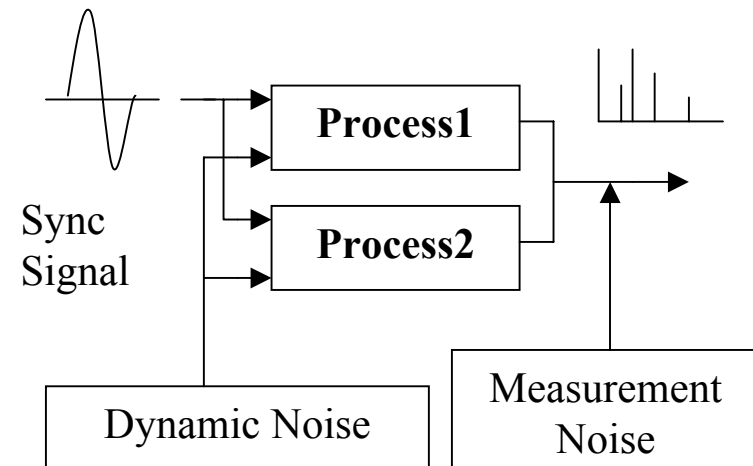 Process1
Sync
Signal
Process2
Dynamic Noise
Measurement
Noise